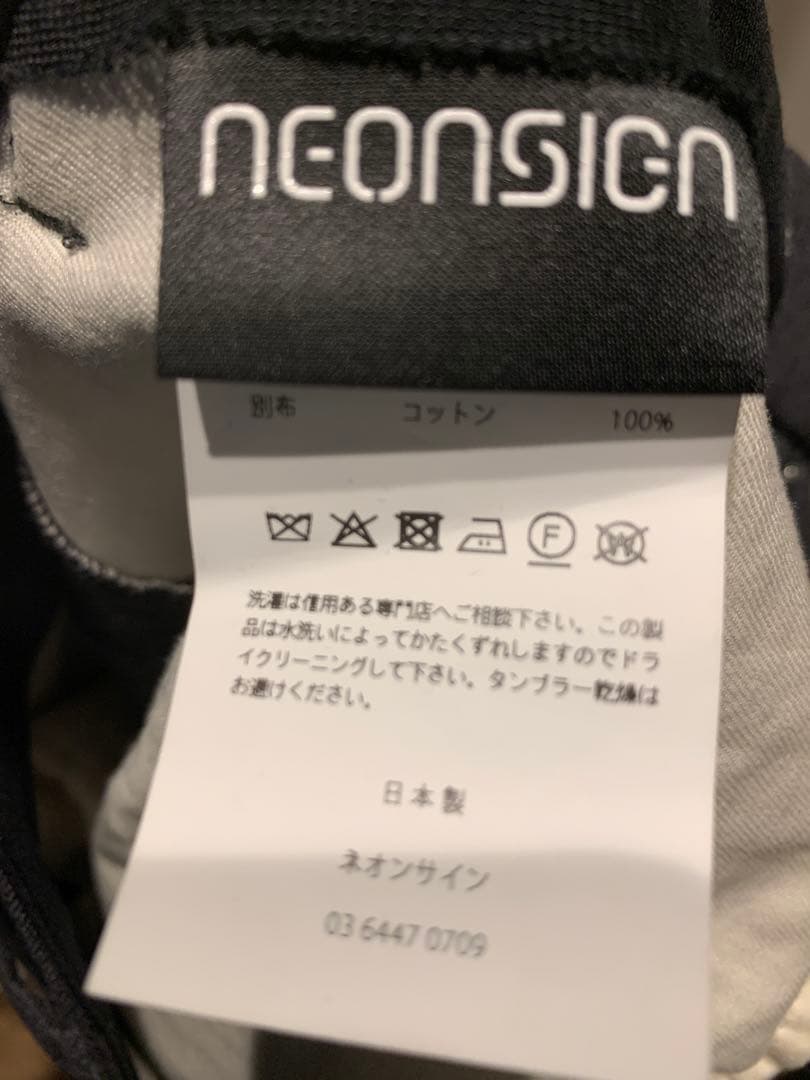 NEONSIGN
別布 コットン 100%
F
W
洗濯は信用ある専門店へご相談下さい。この製
品は水洗いによってかたくずれしますのでドラ
イクリーニングして下さい。タンブラー乾燥は
お避けください。
日本製
ネオンサイン
03 6447 0709